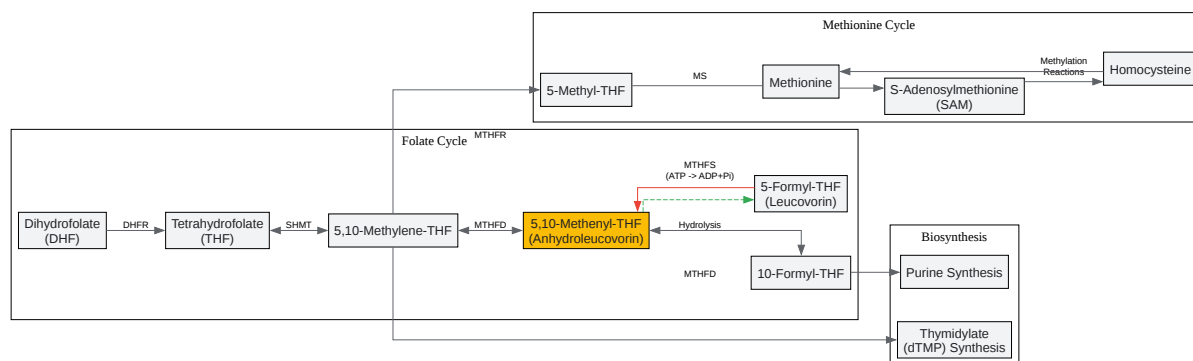 Methionine Cycle
5-Methyl-THF
MS
Methionine
S-Adenosylmethionine
(SAM)
Methylation
Reactions
Homocysteine
Folate Cycle
MTHFR
Dihydrofolate
(DHF)
DHFR
Tetrahydrofolate
(THF)
SHMT
5,10-Methylene-THF
MTHFD
5,10-Methenyl-THF
(Anhydroleucovorin)
MTHFS
(ATP -> ADP+Pi)
5-Formyl-THF
(Leucovorin)
Hydrolysis
MTHFD
10-Formyl-THF
Biosynthesis
Purine Synthesis
Thymidylate
(dTMP) Synthesis